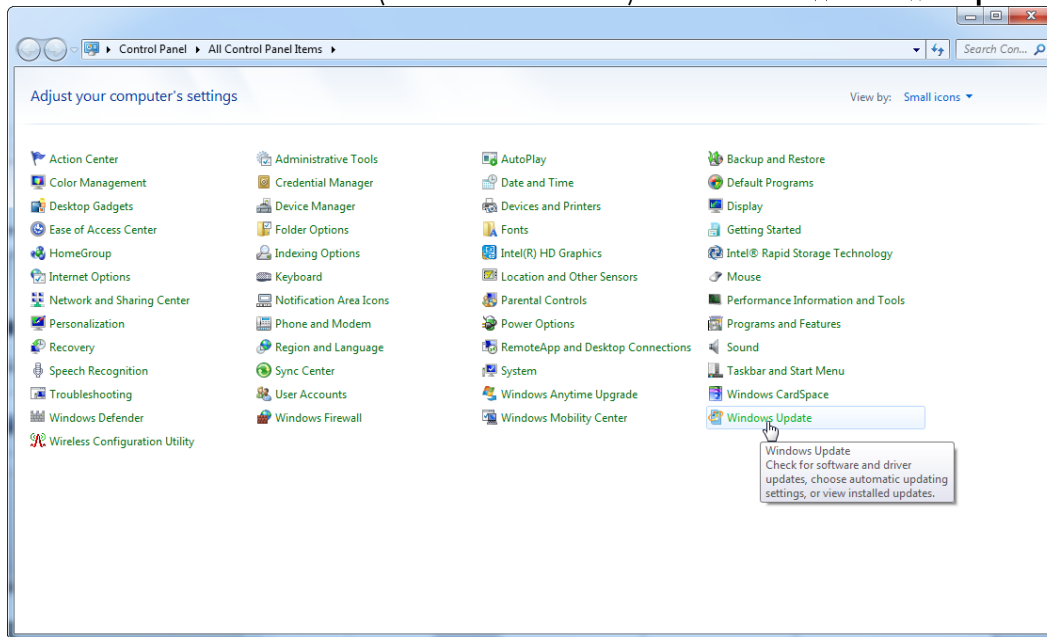 Control Panel ▸ All Control Panel Items ▸
Search Con...
Adjust your computer's settings
View by: Small icons
Action Center
Administrative Tools
AutoPlay
Backup and Restore
Color Management
Credential Manager
Date and Time
Default Programs
Desktop Gadgets
Device Manager
Devices and Printers
Display
Ease of Access Center
Folder Options
Fonts
Getting Started
HomeGroup
Indexing Options
Intel(R) HD Graphics
Intel® Rapid Storage Technology
Internet Options
Keyboard
Location and Other Sensors
Mouse
Network and Sharing Center
Notification Area Icons
Parental Controls
Performance Information and Tools
Personalization
Phone and Modem
Power Options
Programs and Features
Recovery
Region and Language
RemoteApp and Desktop Connections
Sound
Speech Recognition
Sync Center
System
Taskbar and Start Menu
Troubleshooting
User Accounts
Windows Anytime Upgrade
Windows CardSpace
Windows Defender
Windows Firewall
Windows Mobility Center
Windows Update
Wireless Configuration Utility
Windows Update
Check for software and driver
updates, choose automatic updating
settings, or view installed updates.